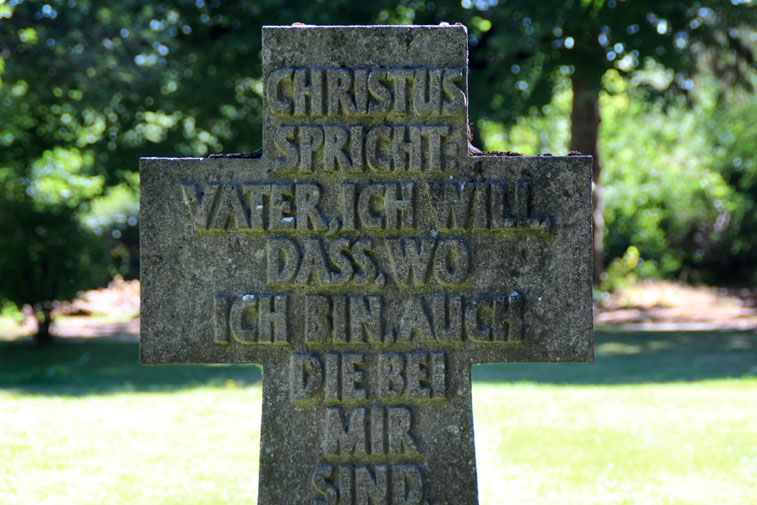 CHRISTUS
SPRICHT:
VATER, ICH WILL,
DASS, WO
ICH BIN, AUCH
DIE BEI
MIR
SIND,